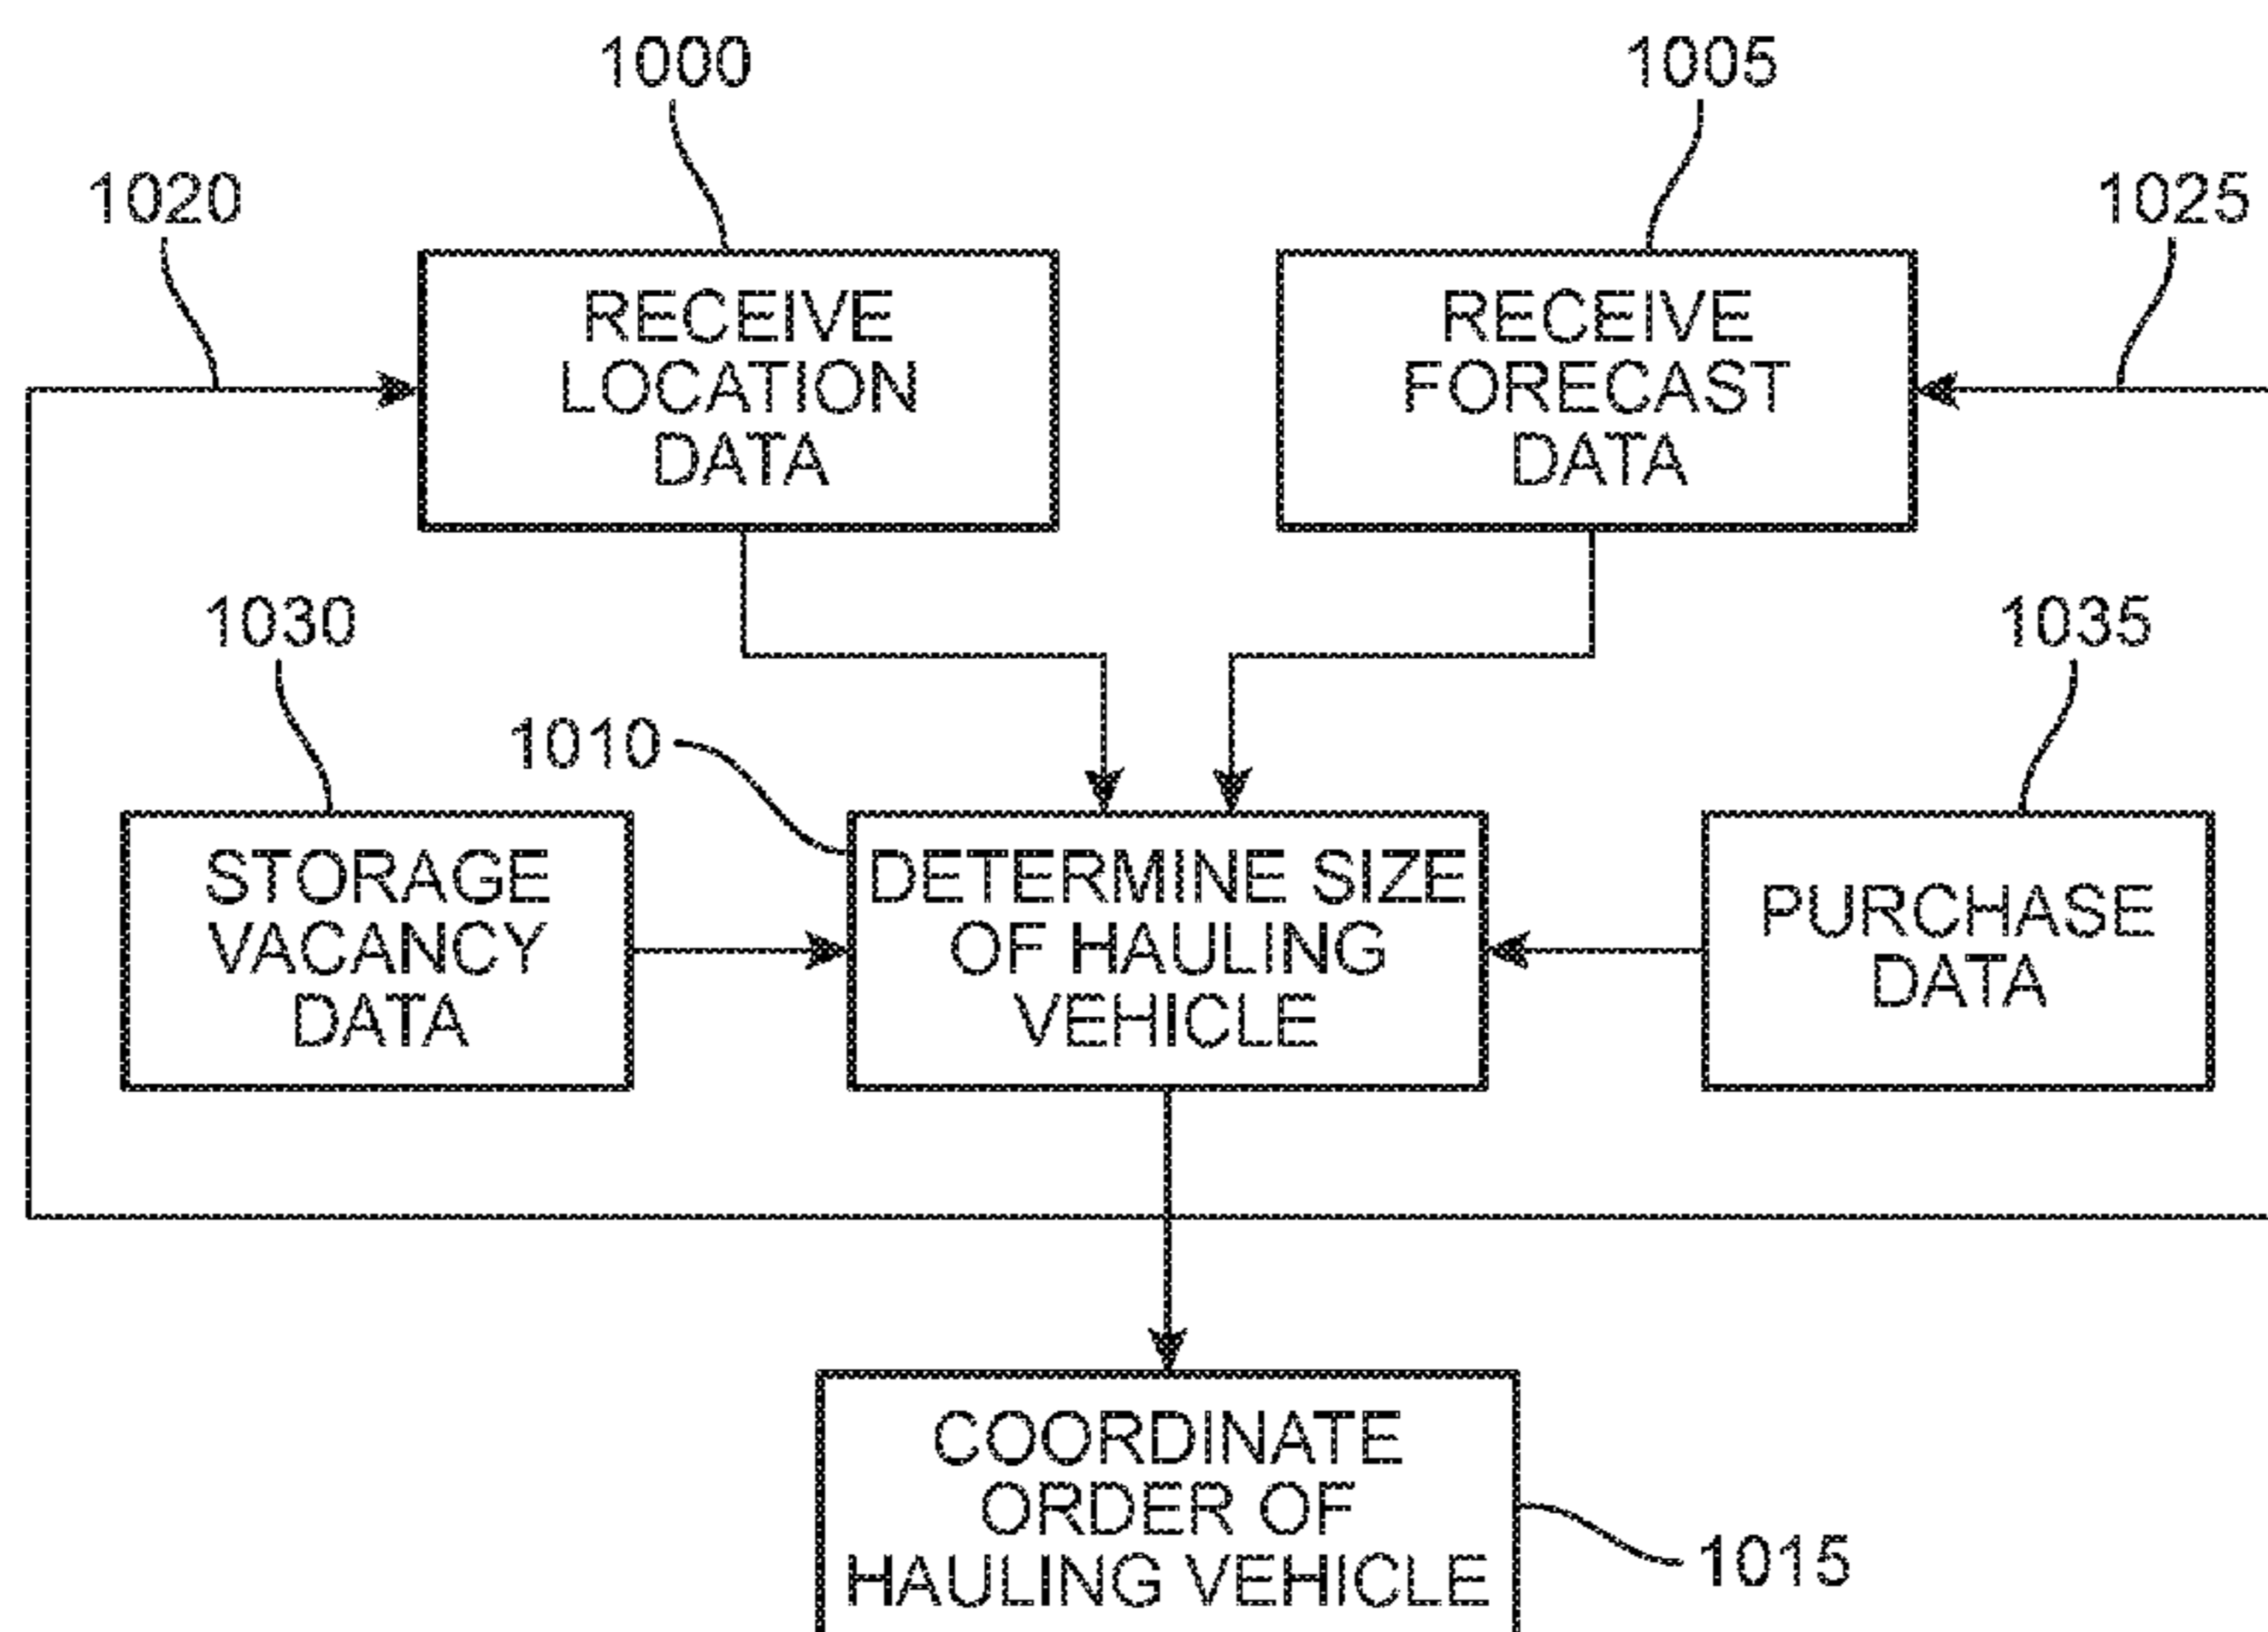 1000
1005
1020
1025
RECEIVE
LOCATION
DATA
RECEIVE
FORECAST
DATA
1030
1035
1010
STORAGE
VACANCY
DATA
DETERMINE SIZE
OF HAULING
VEHICLE
PURCHASE
DATA
COORDINATE
ORDER OF
HAULING VEHICLE
1015